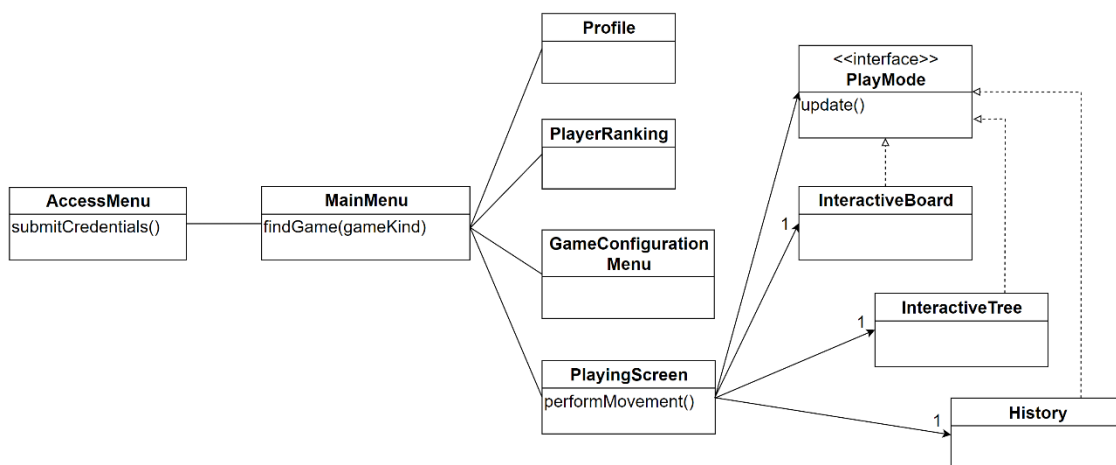 Profile
<<interface>>
PlayMode
update()
PlayerRanking
AccessMenu
submitCredentials()
MainMenu
findGame(gameKind)
InteractiveBoard
1
GameConfiguration
Menu
InteractiveTree
1
PlayingScreen
performMovement()
History
1